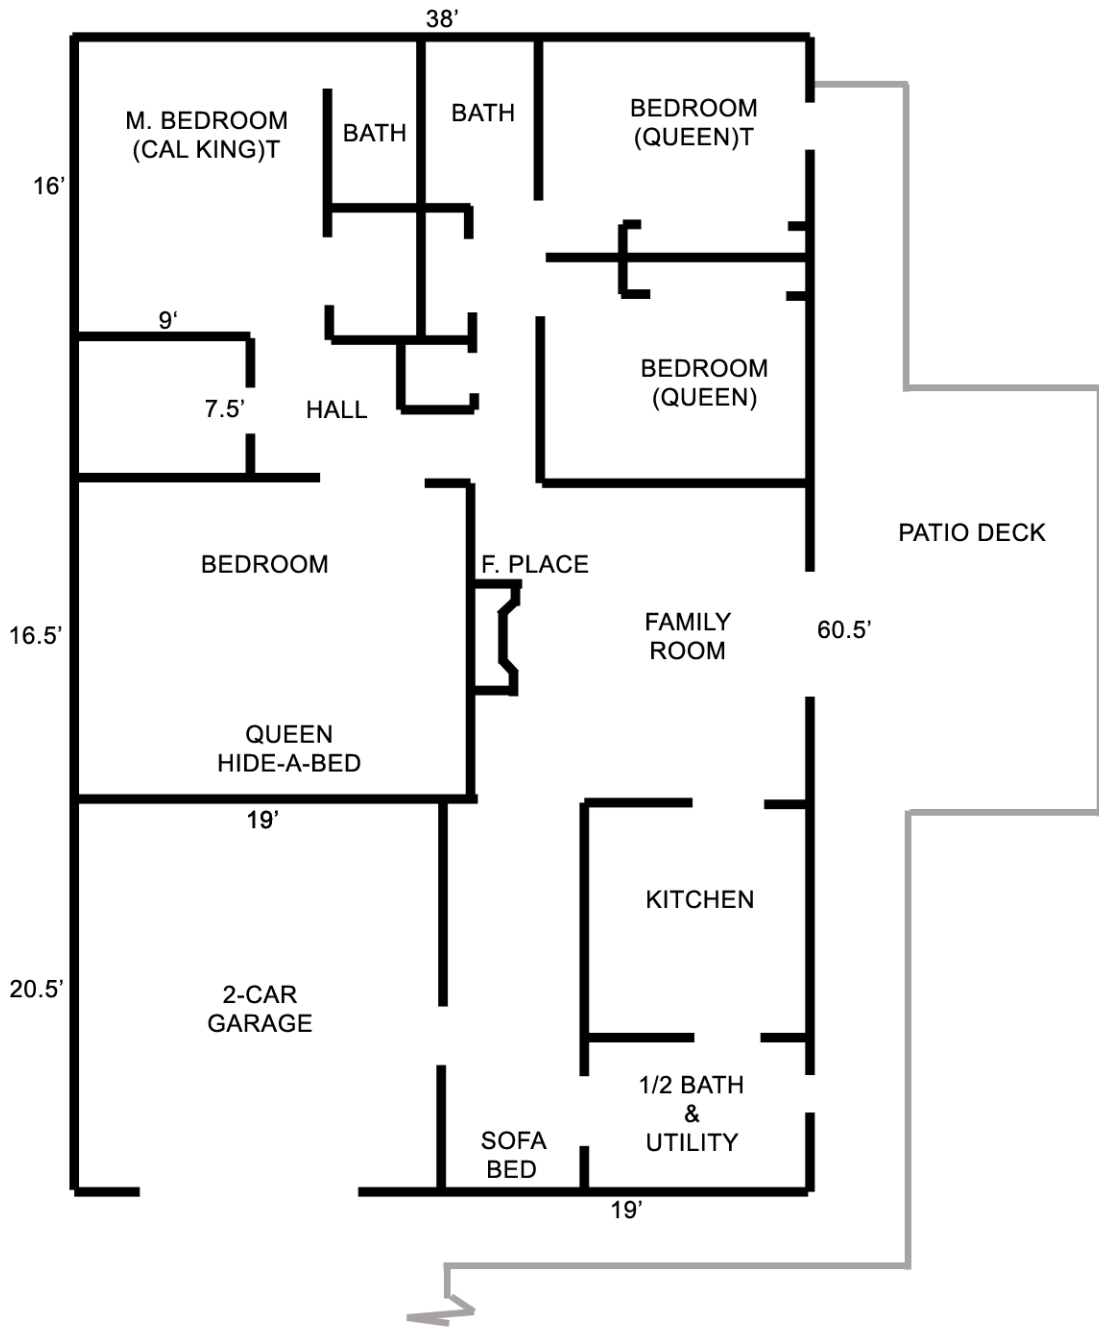 38’
M. BEDROOM
(CAL KING)T
BATH
BATH
BEDROOM
(QUEEN)T
16’
9‘
7.5’
HALL
BEDROOM
(QUEEN)
PATIO DECK
BEDROOM
F. PLACE
FAMILY
ROOM
60.5’
16.5’
QUEEN
HIDE-A-BED
19’
KITCHEN
20.5’
2-CAR
GARAGE
1/2 BATH
&
UTILITY
SOFA
BED
19’